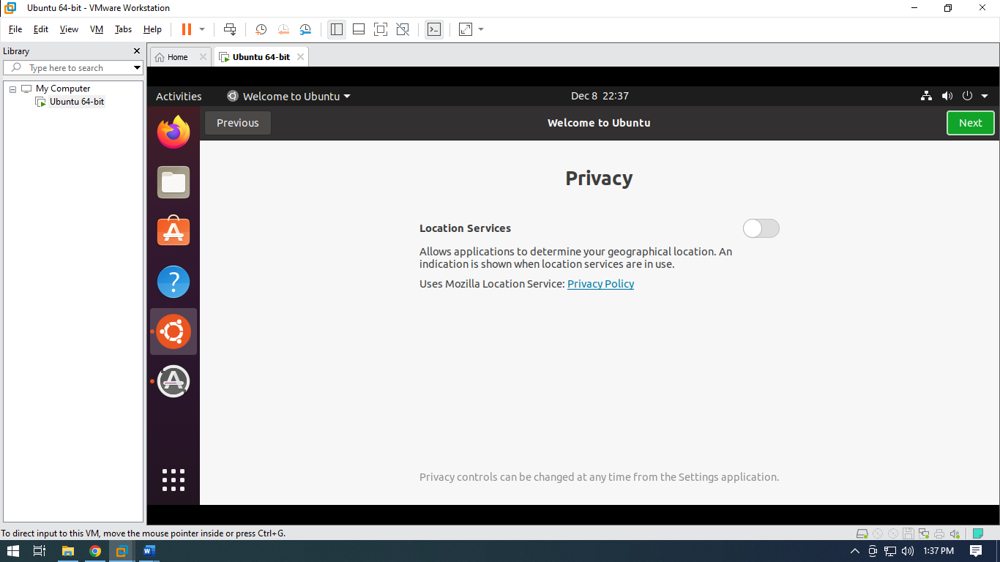 Ubuntu 64-bit - VMware Workstation
File Edit View VM Tabs Help
Library
Type here to search
My Computer
Ubuntu 64-bit
Home
Ubuntu 64-bit
Activities
Welcome to Ubuntu
Dec 8 22:37
Previous
Welcome to Ubuntu
Next
Privacy
Location Services
Allows applications to determine your geographical location. An
indication is shown when location services are in use.
Uses Mozilla Location Service: Privacy Policy
Privacy controls can be changed at any time from the Settings application.
To direct input to this VM, move the mouse pointer inside or press Ctrl+G.
1:37 PM